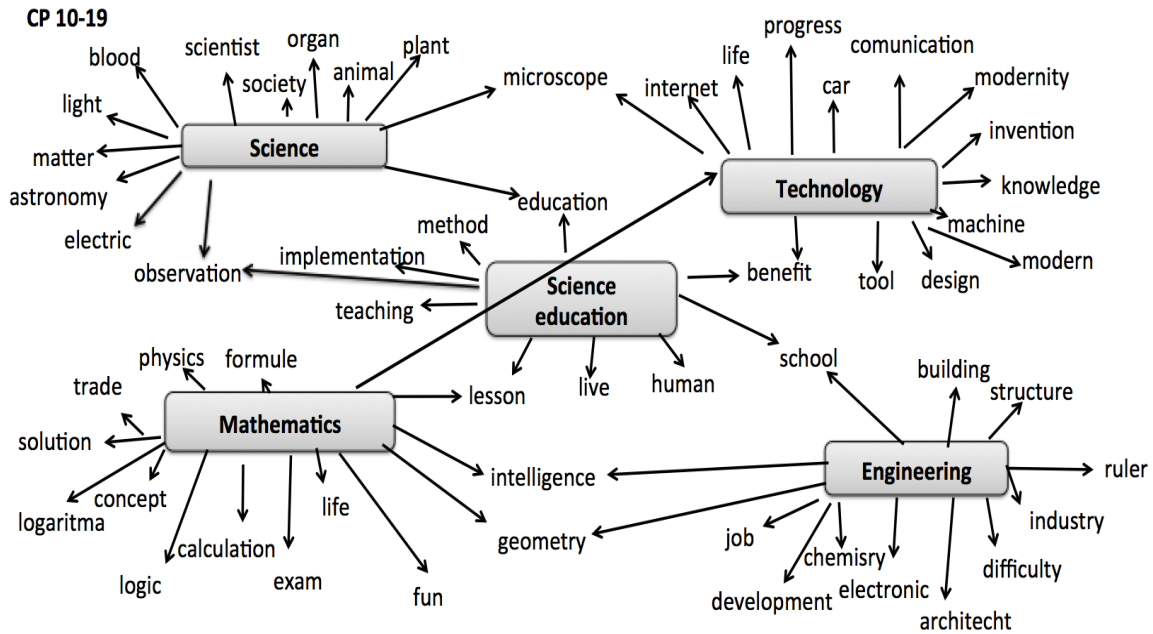 CP 10-19
blood
scientist
organ
plant
society
animal
light
matter
astronomy
electric
observation
Science
microscope
education
internet
life
progress
car
comunication
modernity
invention
knowledge
machine
modern
design
tool
benefit
Technology
method
implementation
teaching
Science
education
lesson
live
human
school
physics
formule
trade
solution
logaritma
concept
logic
calculation
exam
life
fun
Mathematics
intelligence
geometry
building
structure
Engineering
ruler
industry
difficulty
architecht
electronic
chemisry
development
job